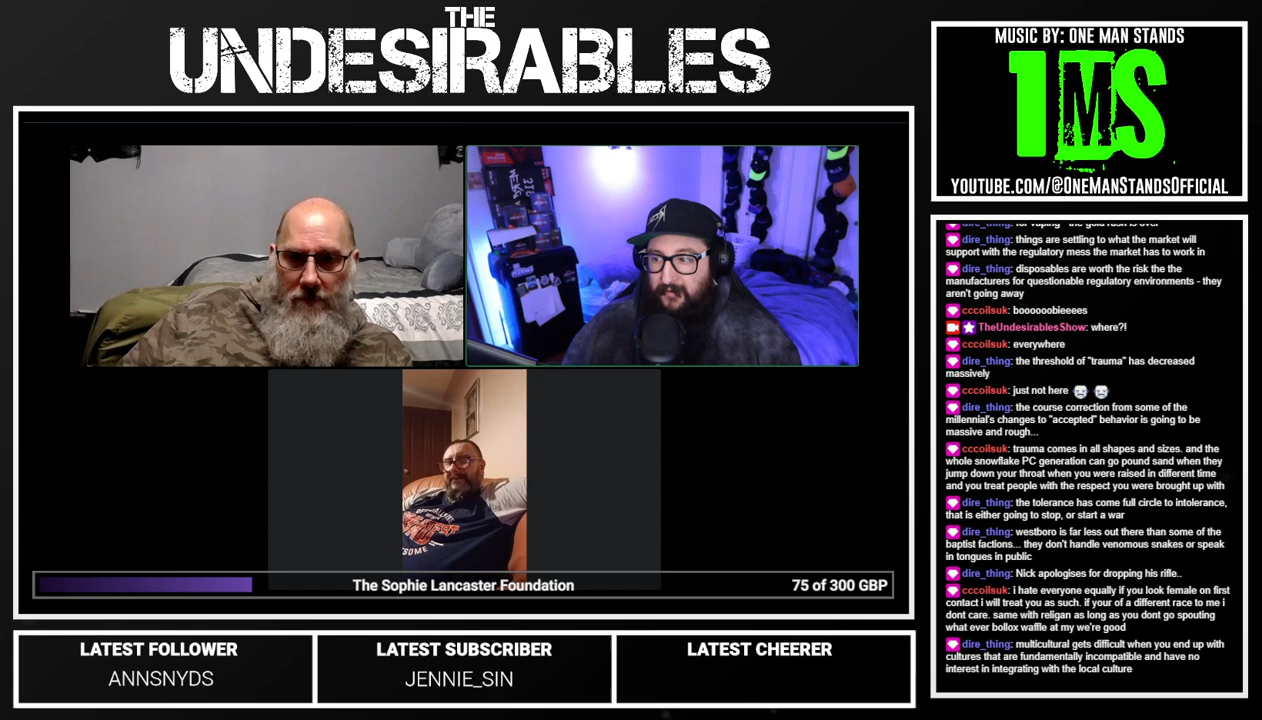 THE
UNDESIRABLES
MUSIC BY: ONE MAN STANDS
1MS
YOUTUBE.COM/@ONEMANSTANDSOFFICIAL
dire_thing: things are settling to what the market will
support with the regulatory mess the market has to work in
dire_thing: disposables are worth the risk the the
manufacturers for questionable regulatory environments - they
aren't going away
cccoilsuk: boooooobieeees
TheUndesirablesShow: where?!
cccoilsuk: everywhere
dire_thing: the threshold of "trauma" has decreased
massively
cccoilsuk: just not here
dire_thing: the course correction from some of the
millennial's changes to "accepted" behavior is going to be
massive and rough...
cccoilsuk: trauma comes in all shapes and sizes. and the
whole snowflake PC generation can go pound sand when they
jump down your throat when you were raised in different time
and you treat people with the respect you were brought up with
dire_thing: the tolerance has come full circle to intolerance,
that is either going to stop, or start a war
dire_thing: westboro is far less out there than some of the
baptist factions... they don't handle venomous snakes or speak
in tongues in public
dire_thing: Nick apologises for dropping his rifle..
cccoilsuk: i hate everyone equally if you look female on first
contact i will treat you as such. if your of a different race to me i
dont care. same with religan as long as you dont go spouting
what ever bollox waffle at my we're good
dire_thing: multicultural gets difficult when you end up with
cultures that are fundamentally incompatible and have no
interest in integrating with the local culture
The Sophie Lancaster Foundation
75 of 300 GBP
LATEST FOLLOWER
ANNSNYDS
LATEST SUBSCRIBER
JENNIE_SIN
LATEST CHEERER